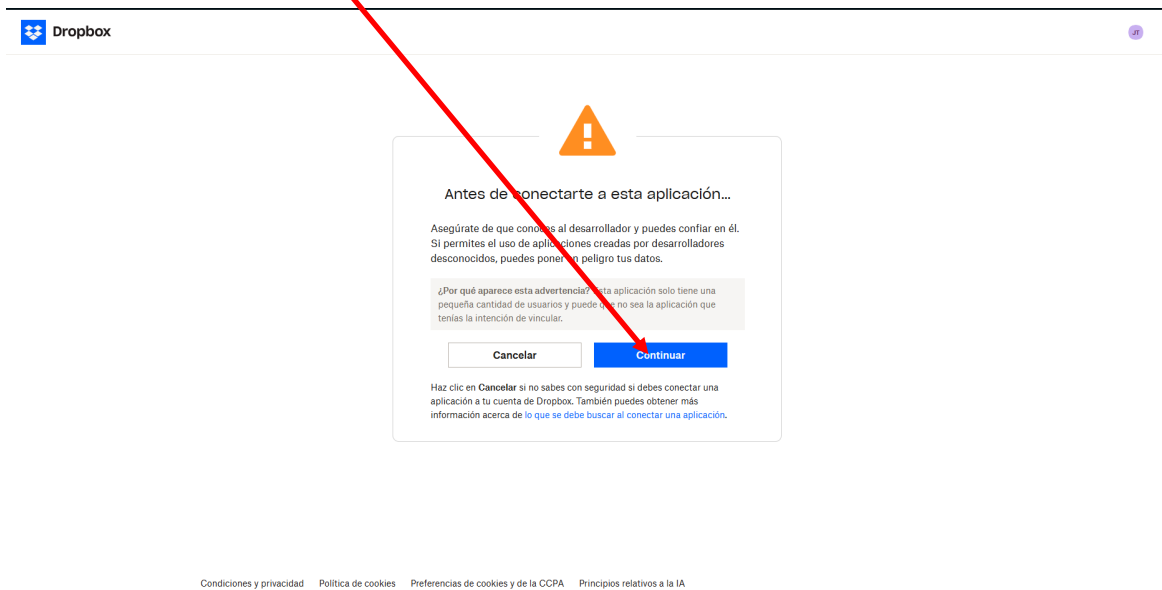 Dropbox
JT
Antes de conectarte a esta aplicación...
Asegúrate de que conoces al desarrollador y puedes confiar en él.
Si permites el uso de aplicaciones creadas por desarrolladores
desconocidos, puedes poner en peligro tus datos.
¿Por qué aparece esta advertencia? Esta aplicación solo tiene una
pequeña cantidad de usuarios y puede que no sea la aplicación que
tenías la intención de vincular.
Cancelar
Continuar
Haz clic en Cancelar si no sabes con seguridad si debes conectar una
aplicación a tu cuenta de Dropbox. También puedes obtener más
información acerca de lo que se debe buscar al conectar una aplicación.
Condiciones y privacidad Política de cookies Preferencias de cookies y de la CCPA Principios relativos a la IA